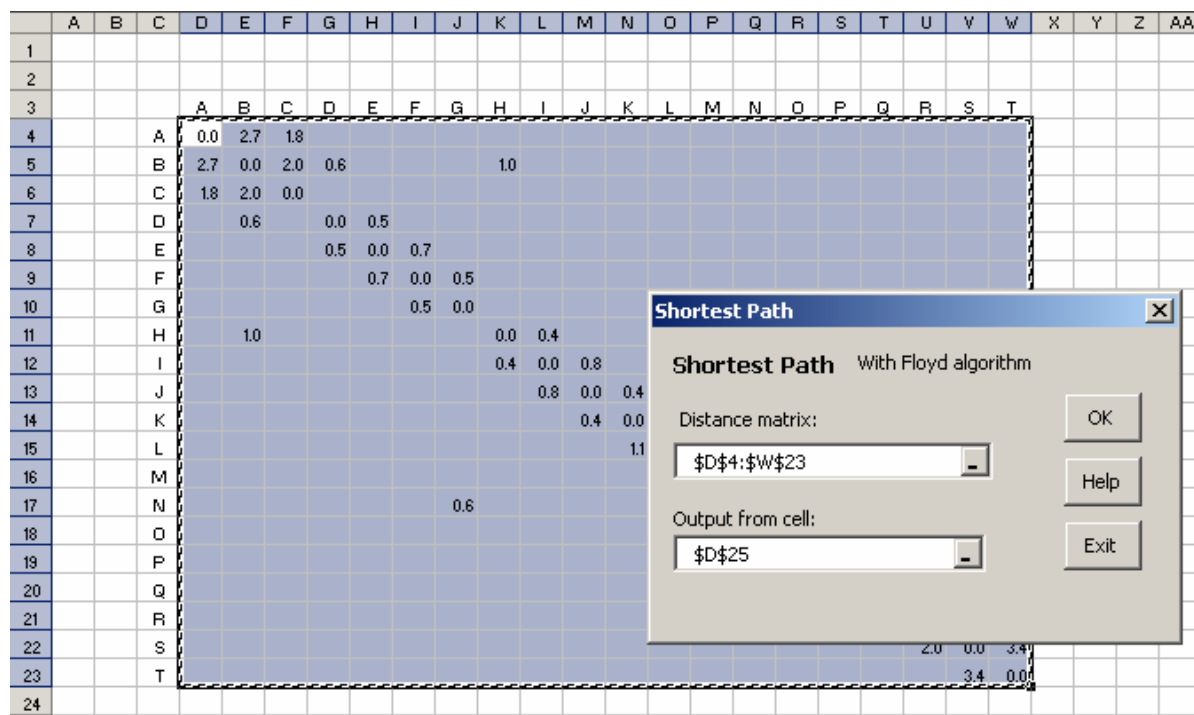 A B C D E F G H I J K L M N O P Q R S T U V W X Y Z AA
1
2
3 A B C D E F G H I J K L M N O P Q R S T
4 A 0.0 2.7 1.8
5 B 2.7 0.0 2.0 0.6 1.0
6 C 1.8 2.0 0.0
7 D 0.6 0.0 0.5
8 E 0.5 0.0 0.7
9 F 0.7 0.0 0.5
10 G 0.5 0.0
11 H 1.0 0.0 0.4
12 I 0.4 0.0 0.8
13 J 0.8 0.0 0.4
14 K 0.4 0.0
15 L 1.1
16 M
17 N 0.6
18 O
19 P
20 Q
21 R
22 S 2.0 0.0 3.4
23 T 3.4 0.0
24
Shortest Path
Shortest Path With Floyd algorithm
Distance matrix:
$D$4:$W$23
Output from cell:
$D$25
OK
Help
Exit